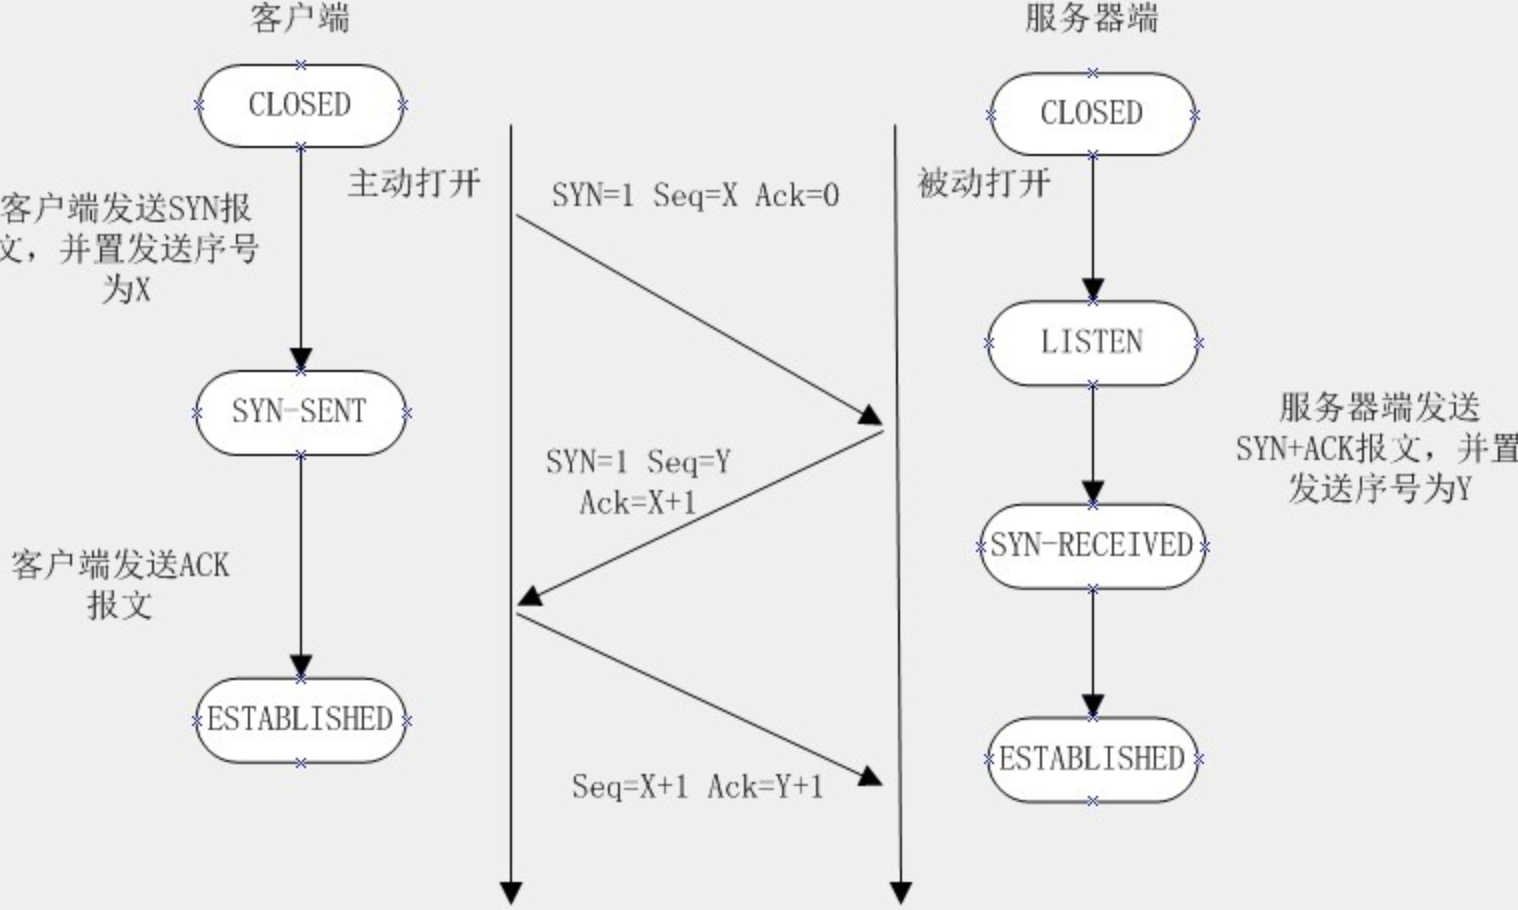 客户端
服务器端
CLOSED
CLOSED
主动打开
SYN=1 Seq=X Ack=0
被动打开
客户端发送SYN报
文，并置发送序号
为X
LISTEN
SYN-SENT
服务器端发送
SYN+ACK报文，并置
发送序号为Y
SYN=1 Seq=Y
Ack=X+1
SYN-RECEIVED
客户端发送ACK
报文
ESTABLISHED
ESTABLISHED
Seq=X+1 Ack=Y+1